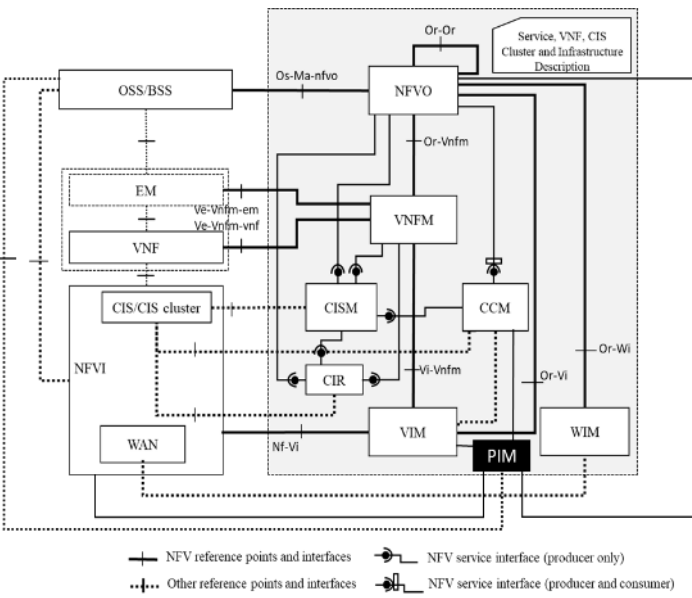 Or-Or
Service, VNF, CIS
Cluster and Infrastructure
Description
Os-Ma-nfvo
OSS/BSS
NFVO
Or-Vnfm
EM
Ve-Vnfm-em
VNFM
Ve-Vnfm-vnf
VNF
CIS/CIS cluster
CISM
CCM
NFVI
Or-Wi
CIR
Vi-Vnfm
Or-Vi
WAN
Nf-Vi
VIM
WIM
PIM
NFV reference points and interfaces
NFV service interface (producer only)
Other reference points and interfaces
NFV service interface (producer and consumer)